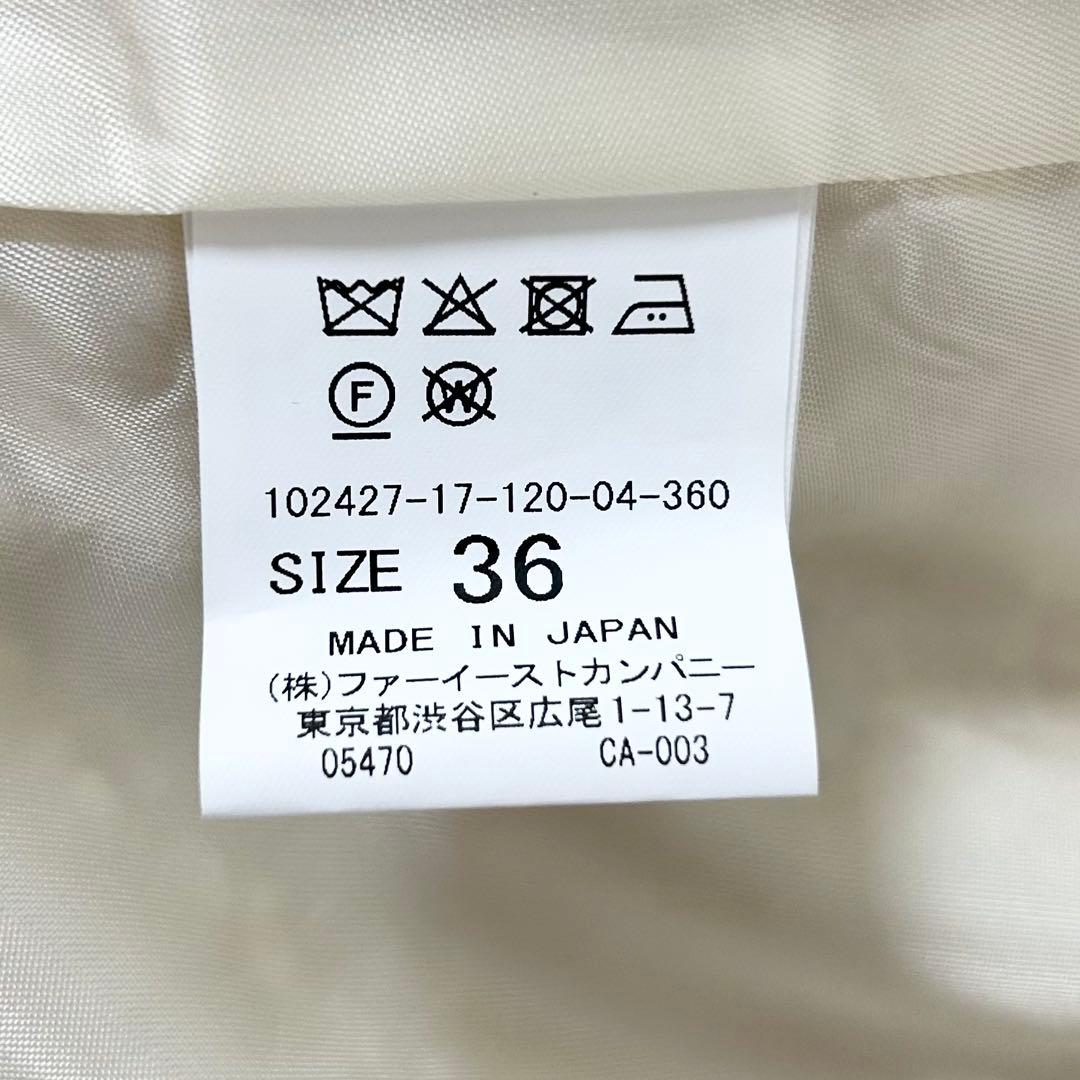 F W
102427-17-120-04-360
SIZE 36
MADE IN JAPAN
(株)ファーイーストカンパニー
東京都渋谷区広尾1-13-7
05470 CA-003